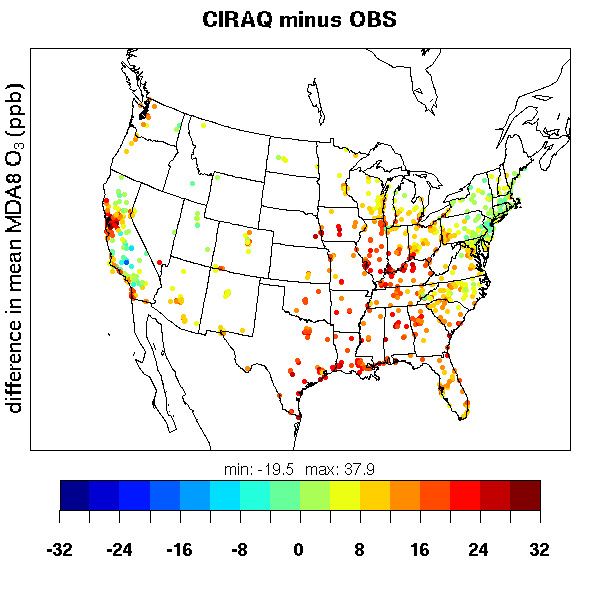 CIRAQ minus OBS
difference in mean MDA8 O₃ (ppb)
min: -19.5 max: 37.9
-32 -24 -16 -8 0 8 16 24 32